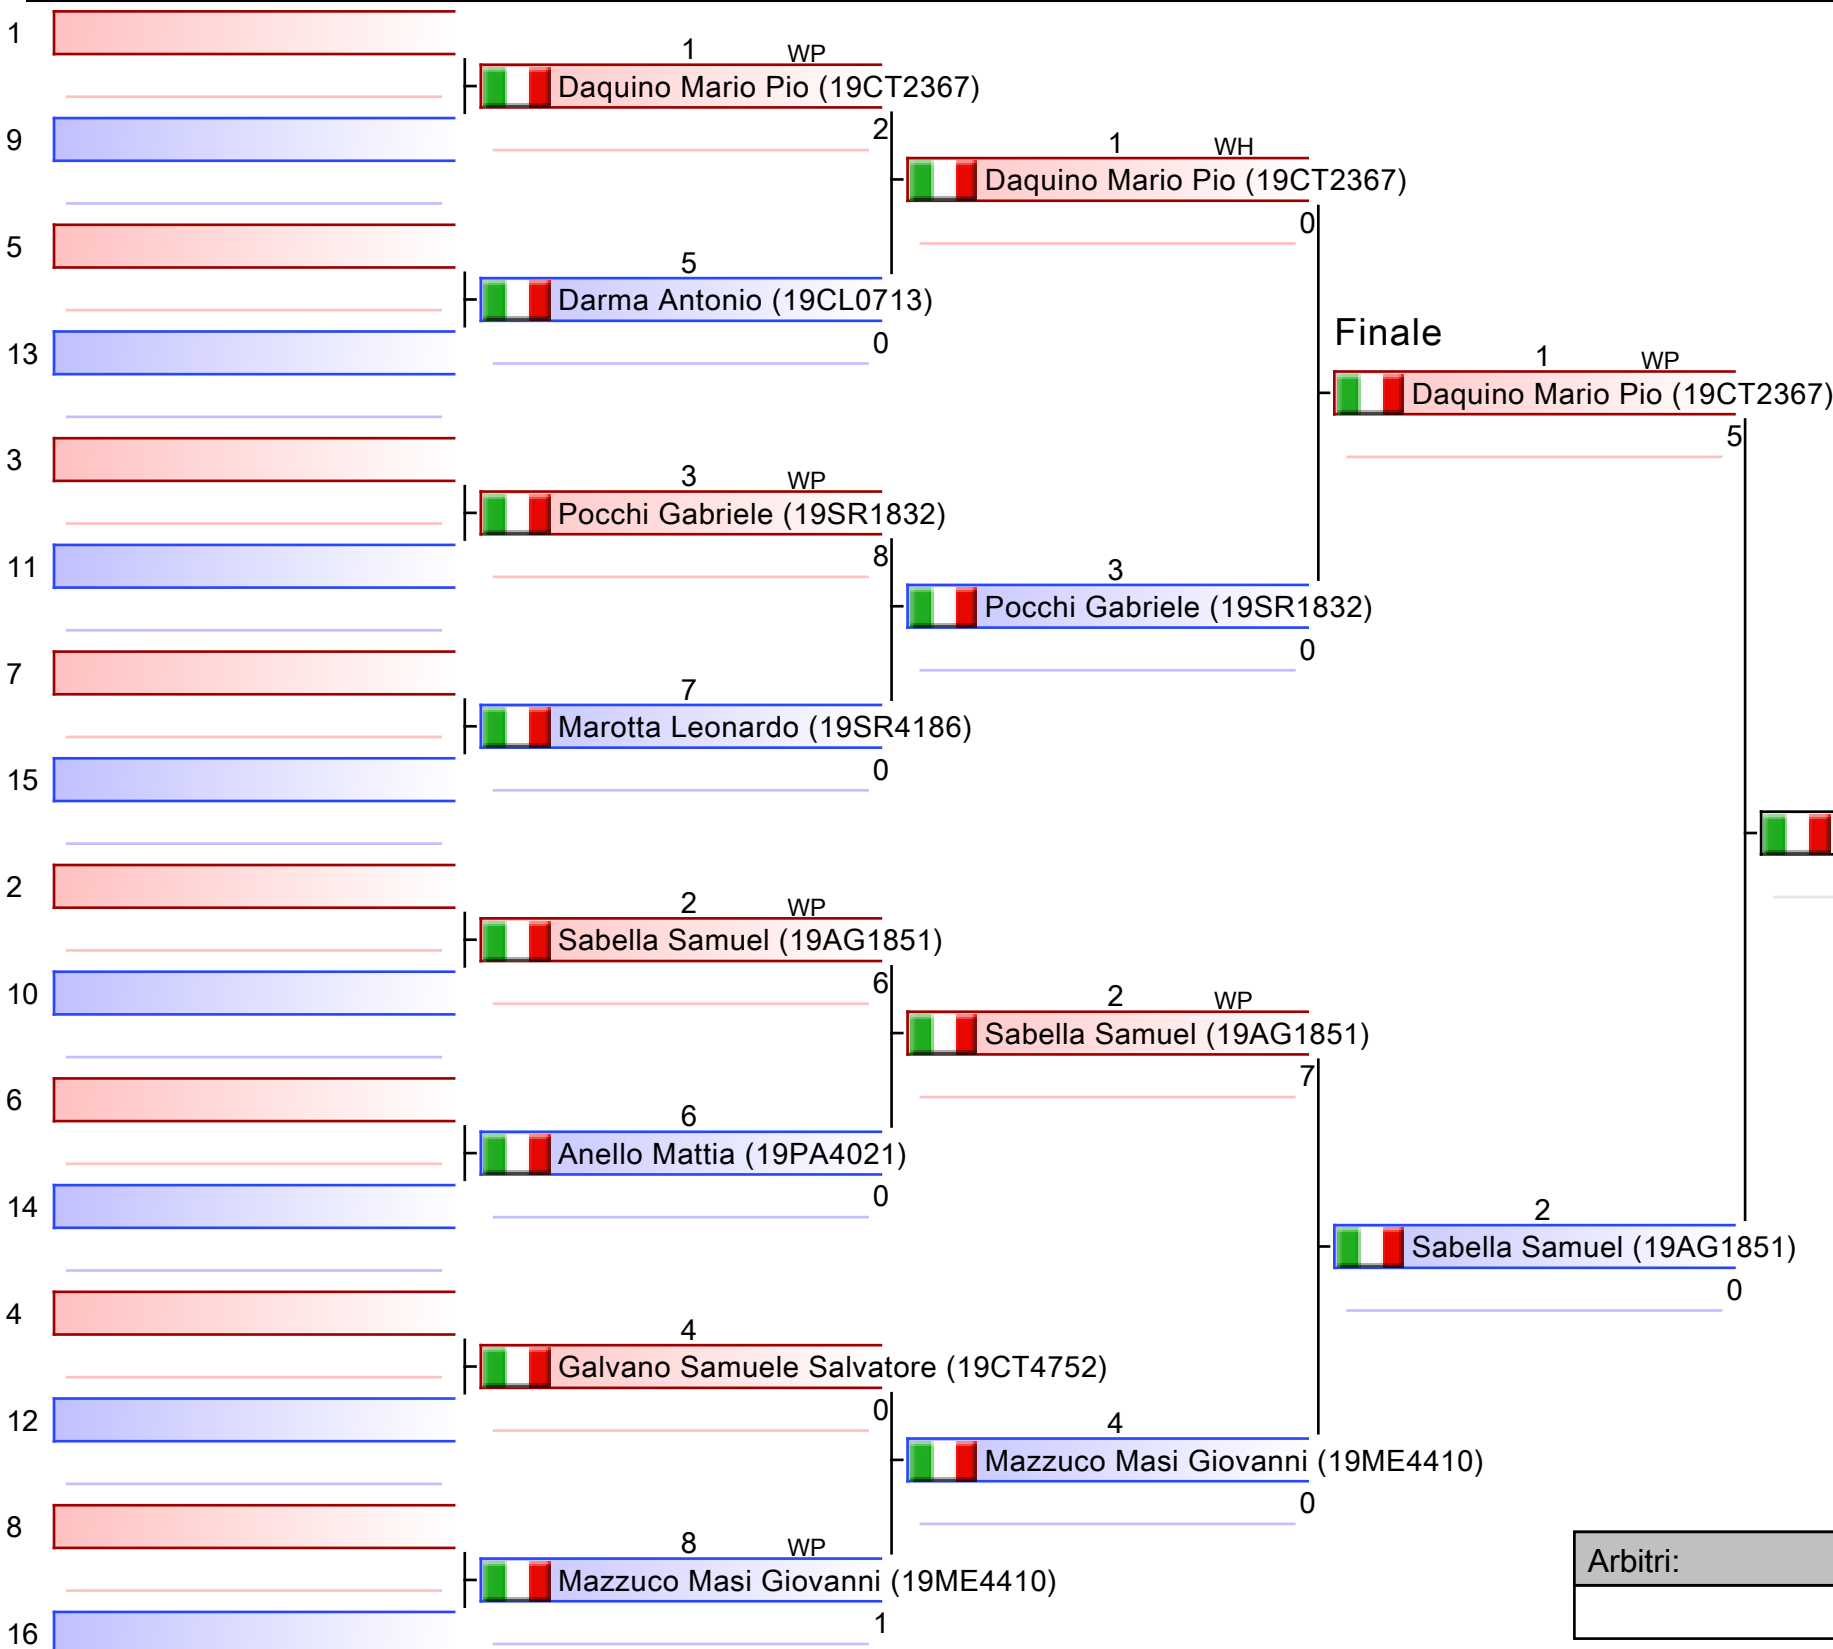 1
1 WP
Daquino Mario Pio (19CT2367)
2
9
1 WH
Daquino Mario Pio (19CT2367)
0
5
5
Darma Antonio (19CL0713)
0
13
Finale
1 WP
Daquino Mario Pio (19CT2367)
5
3
3 WP
Pocchi Gabriele (19SR1832)
8
11
3
Pocchi Gabriele (19SR1832)
0
7
7
Marotta Leonardo (19SR4186)
0
15
2
2 WP
Sabella Samuel (19AG1851)
6
10
2 WP
Sabella Samuel (19AG1851)
7
6
6
Anello Mattia (19PA4021)
0
14
2
Sabella Samuel (19AG1851)
0
4
4
Galvano Samuele Salvatore (19CT4752)
0
12
4
Mazzuco Masi Giovanni (19ME4410)
0
8
8 WP
Mazzuco Masi Giovanni (19ME4410)
1
16
Arbitri: